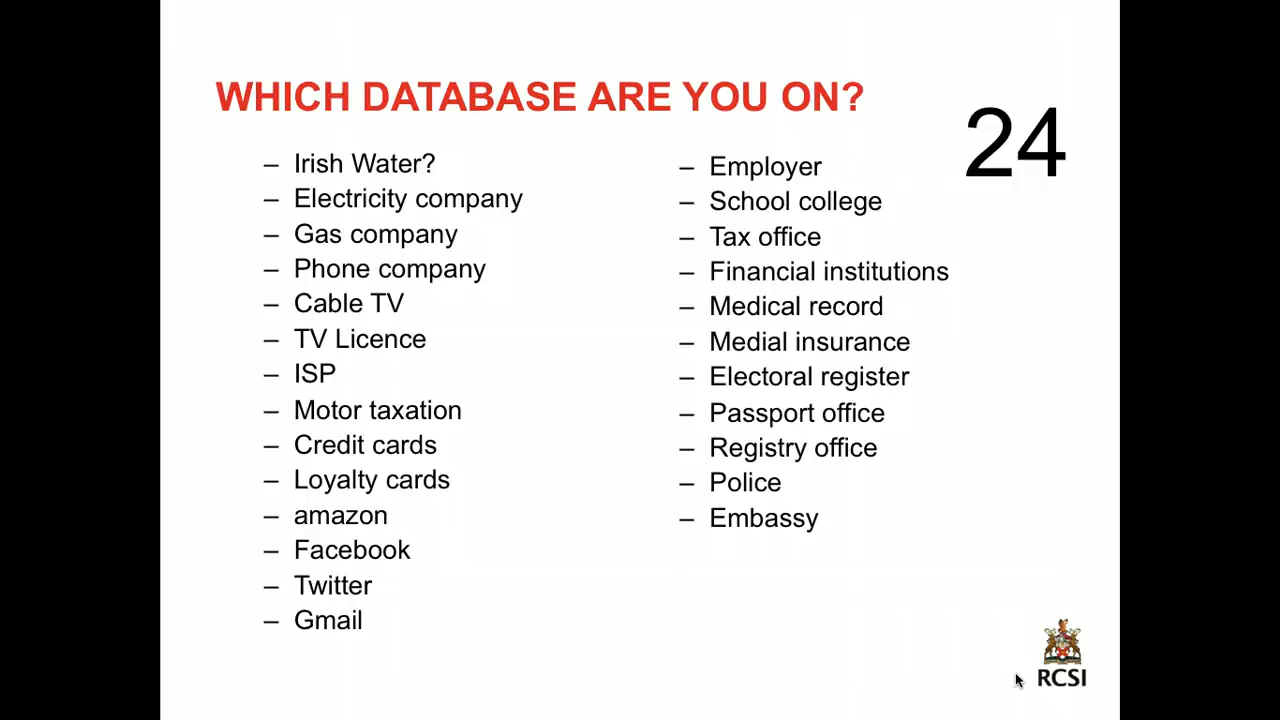 WHICH DATABASE ARE YOU ON?
24
– Irish Water?
– Electricity company
– Gas company
– Phone company
– Cable TV
– TV Licence
– ISP
– Motor taxation
– Credit cards
– Loyalty cards
– amazon
– Facebook
– Twitter
– Gmail
– Employer
– School college
– Tax office
– Financial institutions
– Medical record
– Medial insurance
– Electoral register
– Passport office
– Registry office
– Police
– Embassy
RCSI